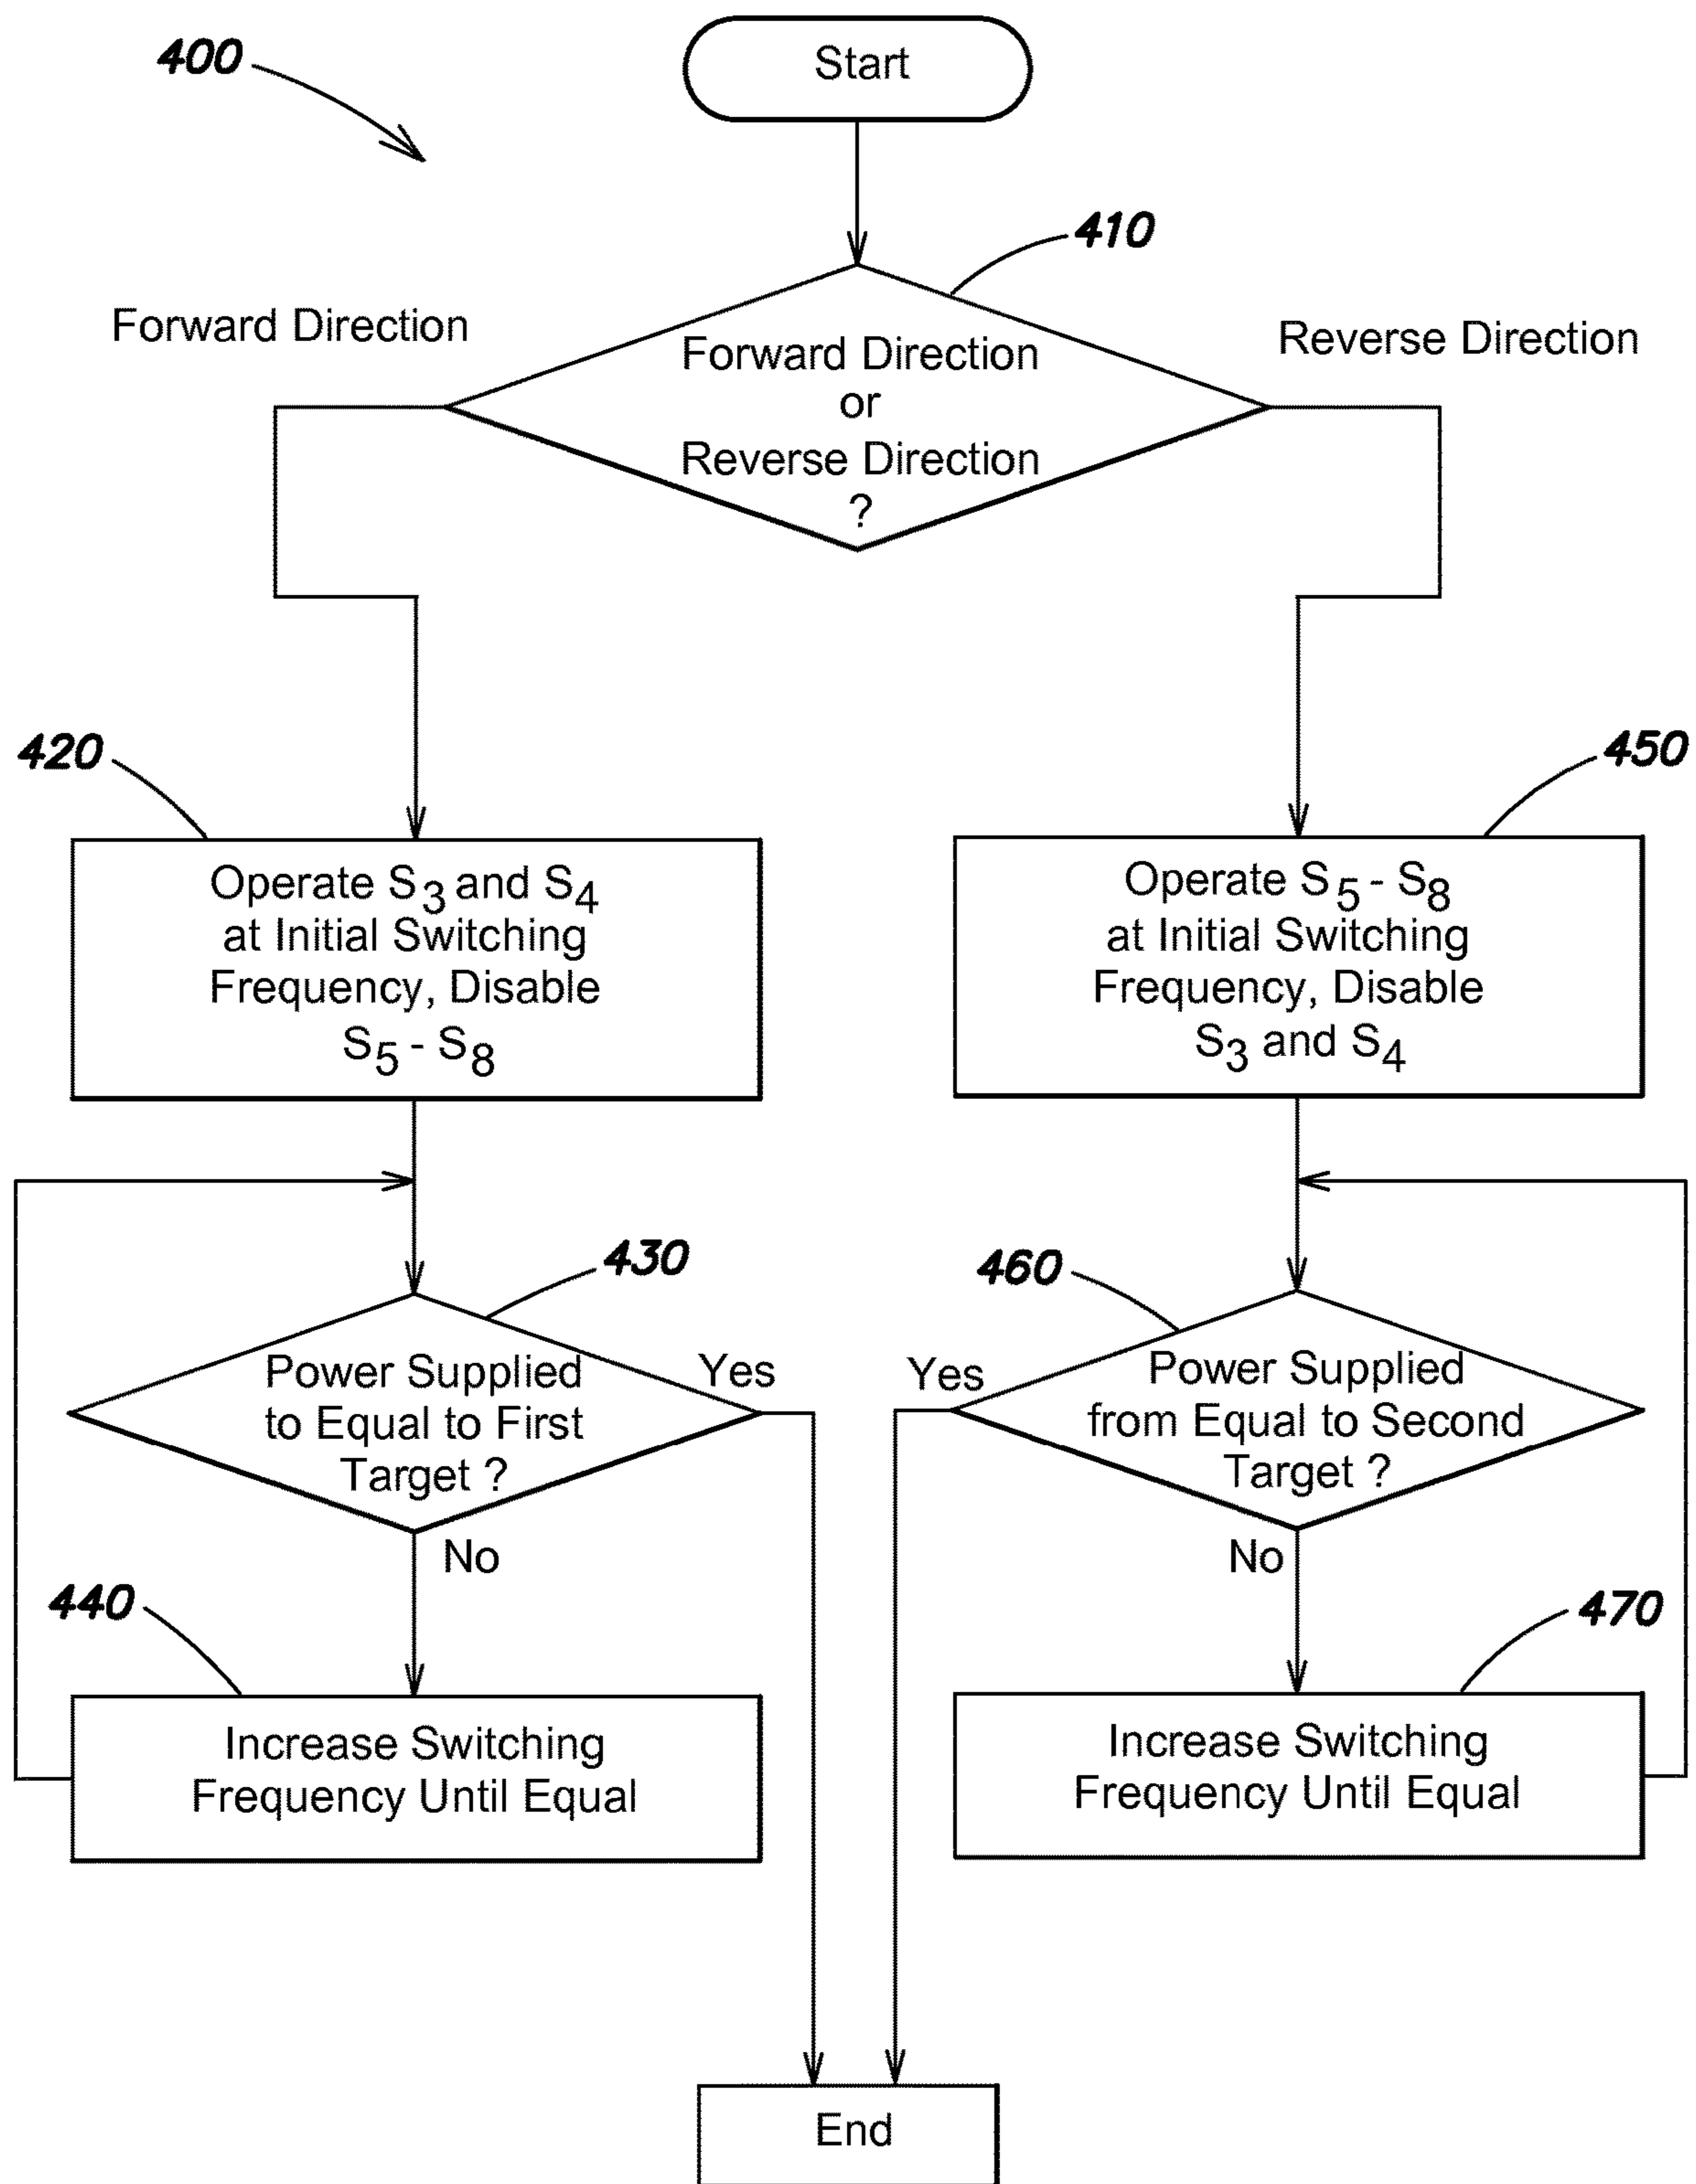 400
Start
410
Forward Direction
Reverse Direction
Forward Direction
or
Reverse Direction
?
420
450
Operate S3 and S4
at Initial Switching
Frequency, Disable
S5 - S8
Operate S5 - S8
at Initial Switching
Frequency, Disable
S3 and S4
430
460
Power Supplied
to Equal to First
Target ?
Yes
No
Yes
Power Supplied
from Equal to Second
Target ?
No
440
470
Increase Switching
Frequency Until Equal
Increase Switching
Frequency Until Equal
End